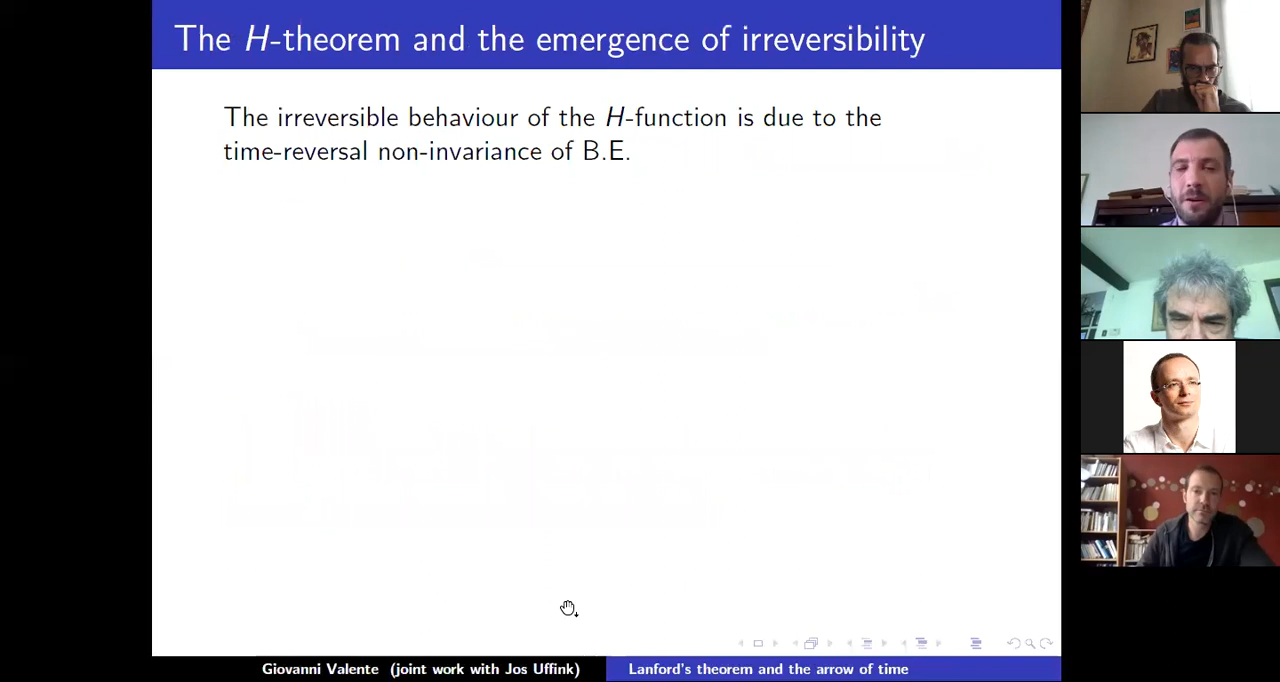 The H-theorem and the emergence of irreversibility
The irreversible behaviour of the H-function is due to the
time-reversal non-invariance of B.E.
Giovanni Valente (joint work with Jos Uffink)
Lanford's theorem and the arrow of time